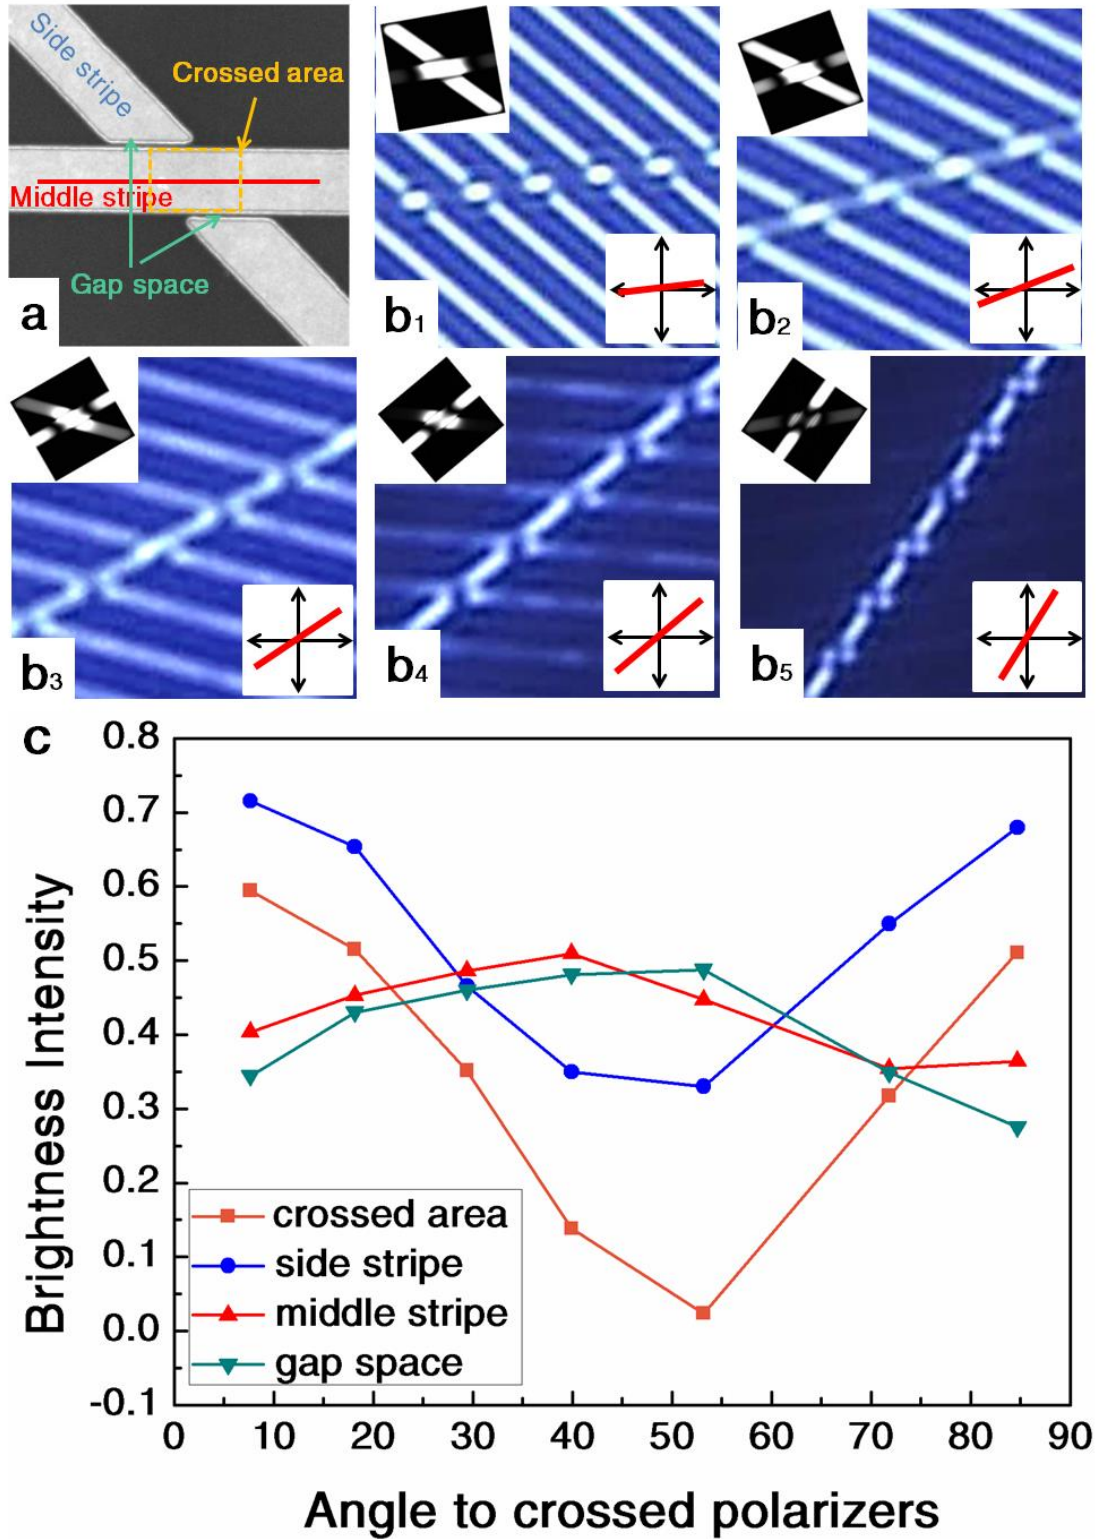 Side stripe
Crossed area
Middle stripe
Gap space
a
b1
b2
b3
b4
b5
c
0.8
0.7
0.6
0.5
0.4
0.3
0.2
0.1
0.0
-0.1
Brightness Intensity
crossed area
side stripe
middle stripe
gap space
0 10 20 30 40 50 60 70 80 90
Angle to crossed polarizers